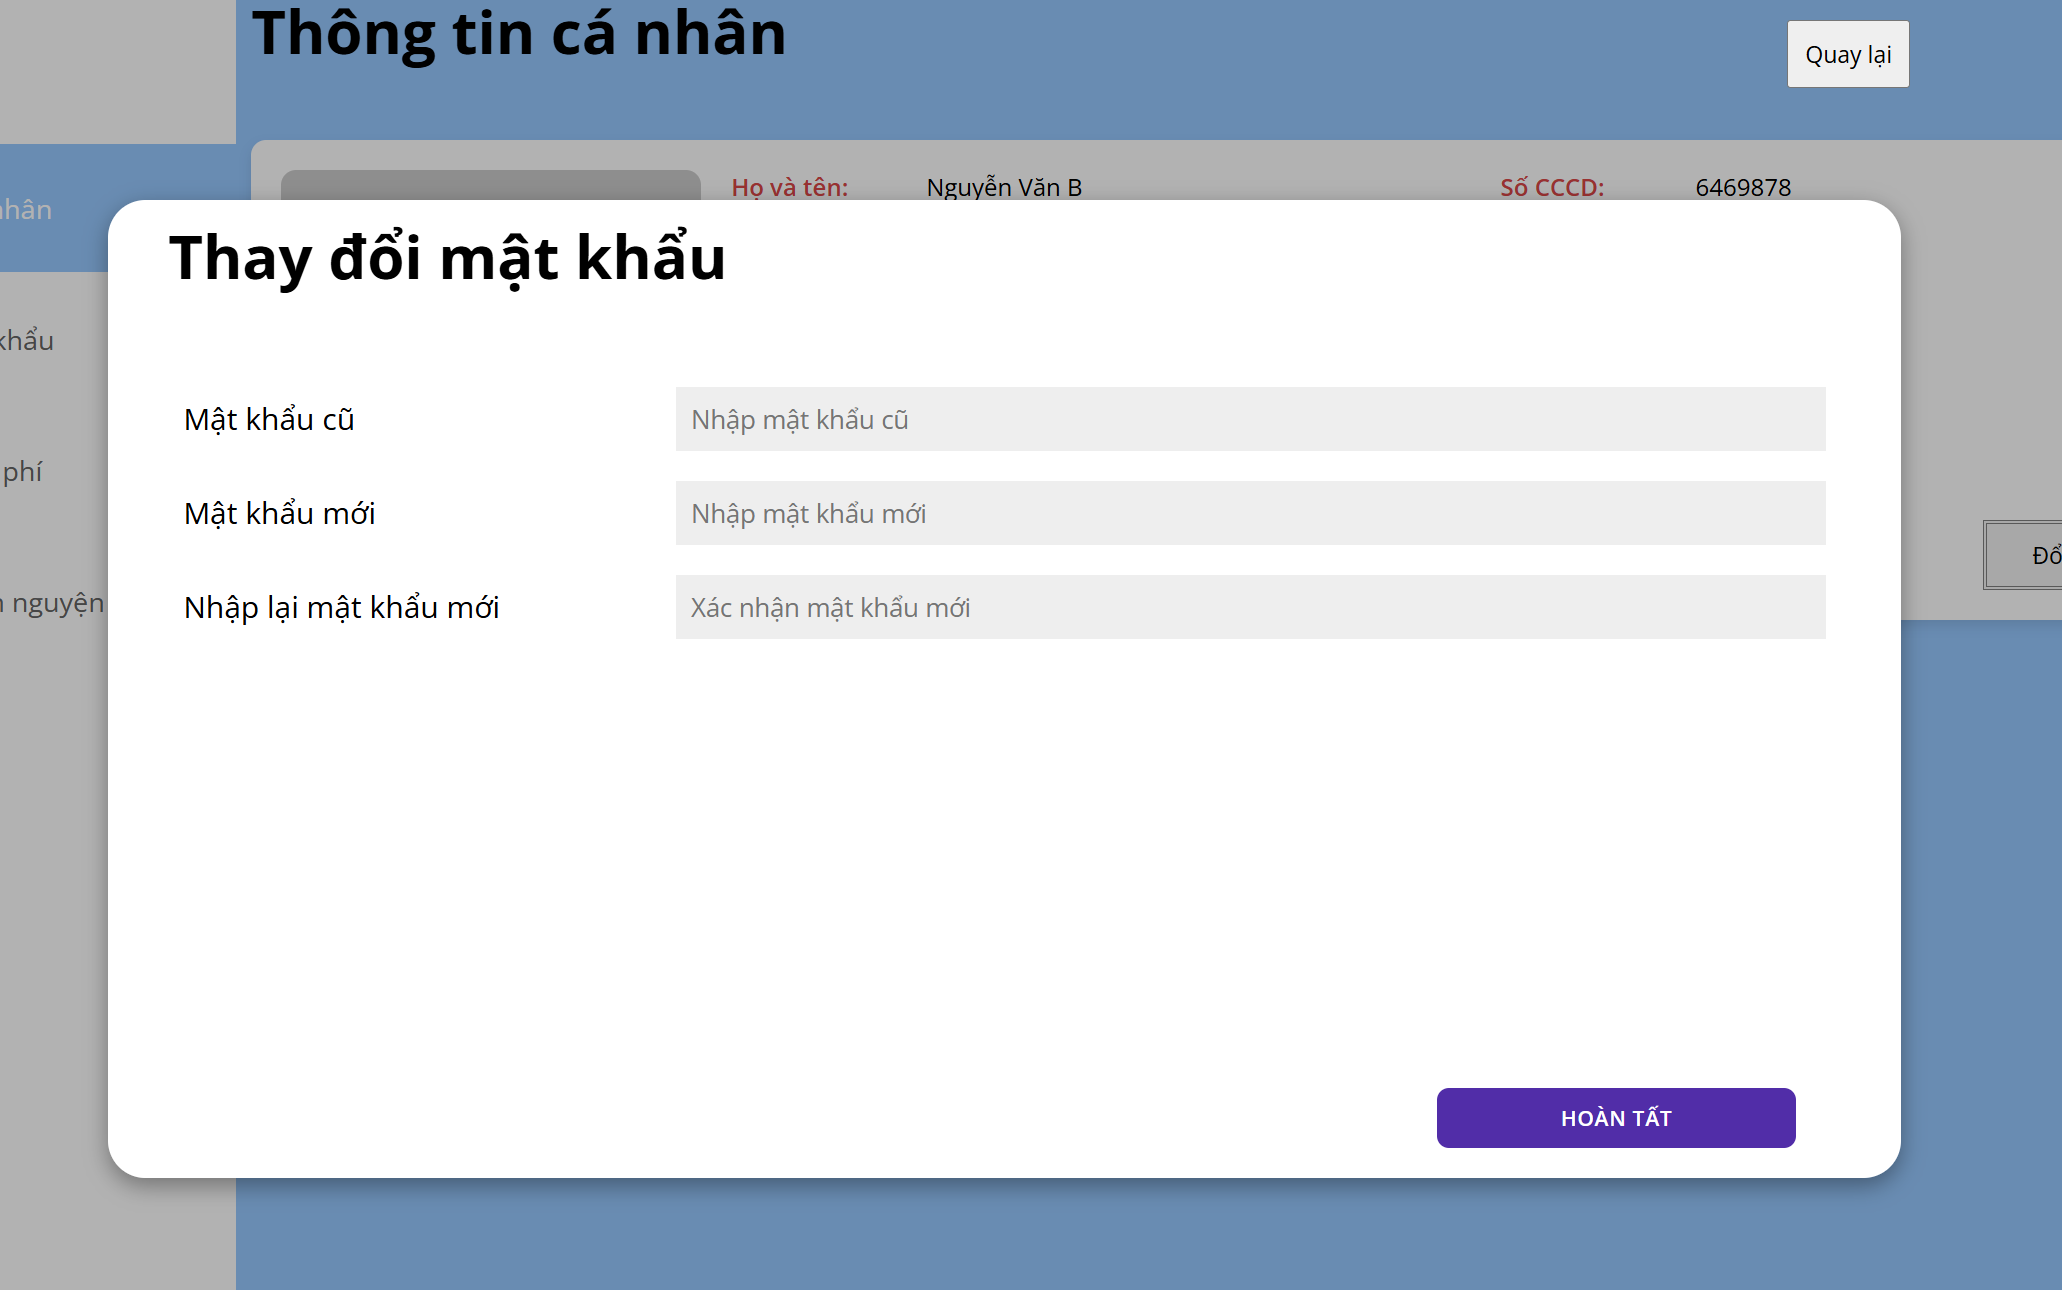 Thông tin cá nhân
Quay lại
Họ và tên: Nguyễn Văn B Số CCCD: 6469878
nhân
Thay đổi mật khẩu
khẩu
Mật khẩu cũ Nhập mật khẩu cũ
phí
Mật khẩu mới Nhập mật khẩu mới
Đổ
Nhập lại mật khẩu mới Xác nhận mật khẩu mới
nguyện
HOÀN TẤT